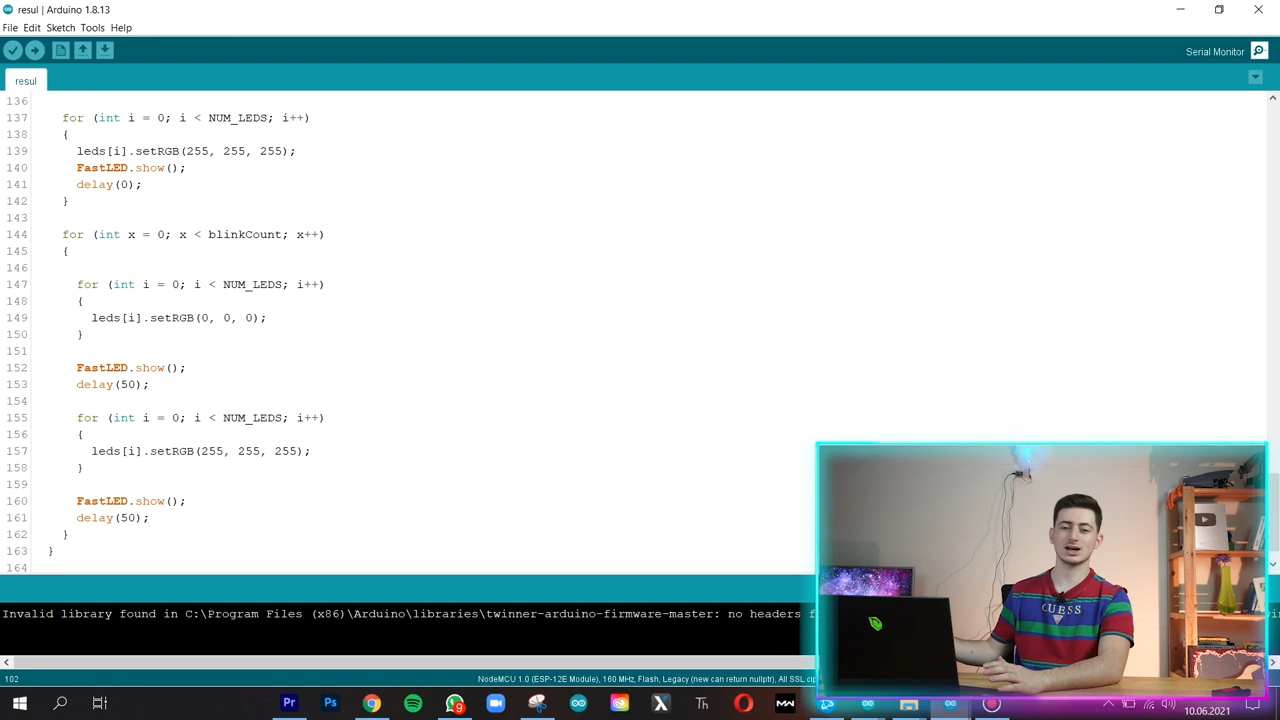 resul | Arduino 1.8.13
File Edit Sketch Tools Help
Serial Monitor
resul
136
137 for (int i = 0; i < NUM_LEDS; i++)
138 {
139 leds[i].setRGB(255, 255, 255);
140 FastLED.show();
141 delay(0);
142 }
143
144 for (int x = 0; x < blinkCount; x++)
145 {
146
147 for (int i = 0; i < NUM_LEDS; i++)
148 {
149 leds[i].setRGB(0, 0, 0);
150 }
151
152 FastLED.show();
153 delay(50);
154
155 for (int i = 0; i < NUM_LEDS; i++)
156 {
157 leds[i].setRGB(255, 255, 255);
158 }
159
160 FastLED.show();
161 delay(50);
162 }
163 }
164
Invalid library found in C:\Program Files (x86)\Arduino\libraries\twinner-arduino-firmware-master: no headers f
102
NodeMCU 1.0 (ESP-12E Module), 160 MHz, Flash, Legacy (new can return nullptr), All SSL cip
GUESS
Pr
Ps
9
X
Th
10.06.2021